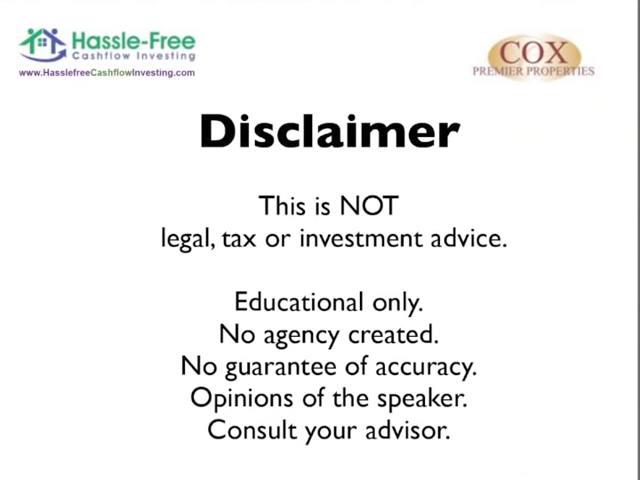 Hassle-Free
Cashflow Investing
www.HasslefreeCashflowInvesting.com
COX
PREMIER PROPERTIES
Disclaimer
This is NOT
legal, tax or investment advice.
Educational only.
No agency created.
No guarantee of accuracy.
Opinions of the speaker.
Consult your advisor.